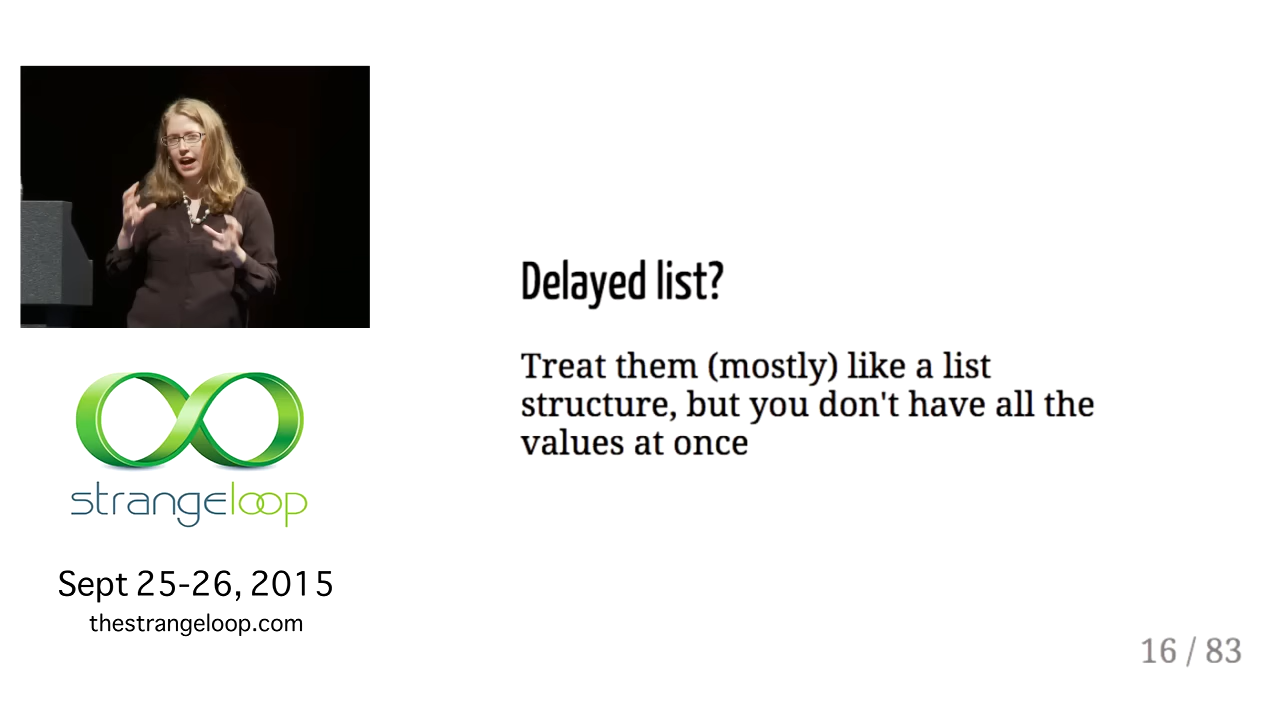 Delayed list?
Treat them (mostly) like a list
structure, but you don't have all the
values at once
strangeloop
Sept 25-26, 2015
thestrangeloop.com
16 / 83